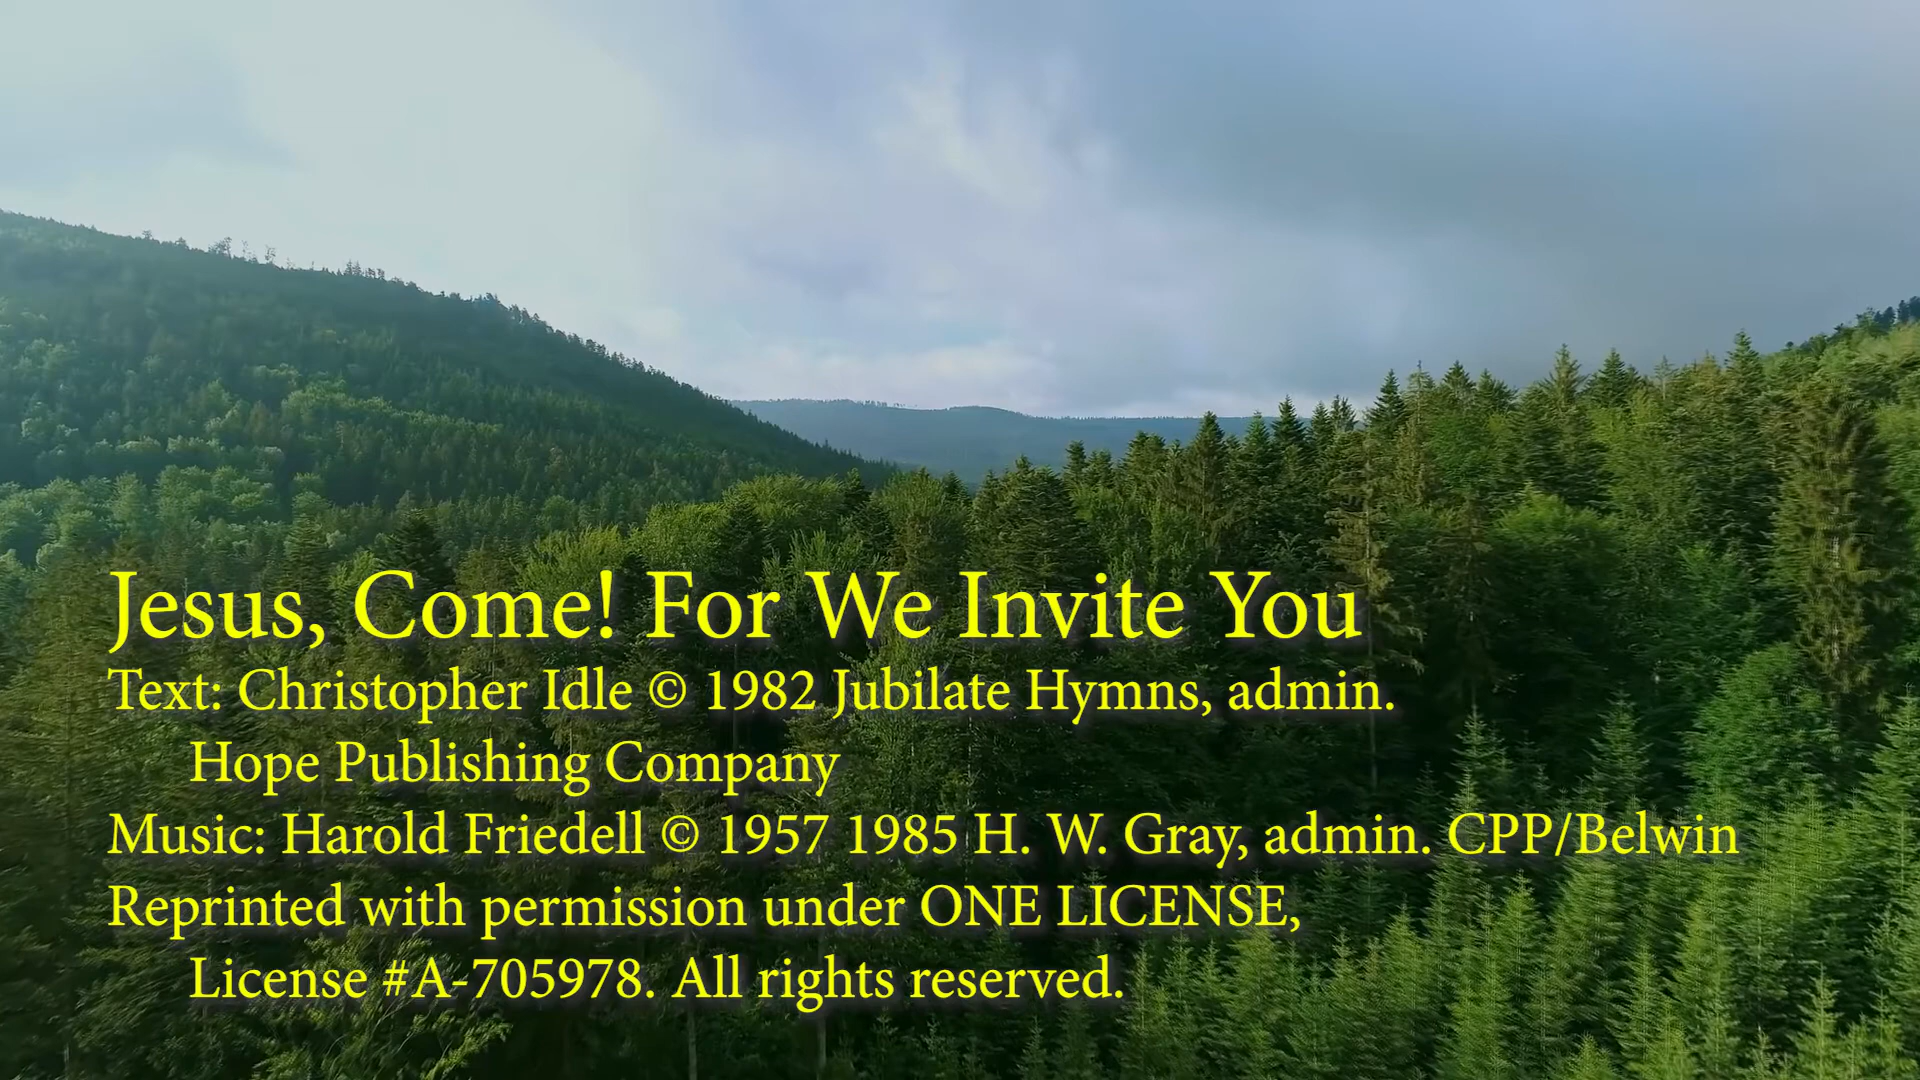 Jesus, Come! For We Invite You
Text: Christopher Idle © 1982 Jubilate Hymns, admin.
Hope Publishing Company
Music: Harold Friedell © 1957 1985 H. W. Gray, admin. CPP/Belwin
Reprinted with permission under ONE LICENSE,
License #A-705978. All rights reserved.